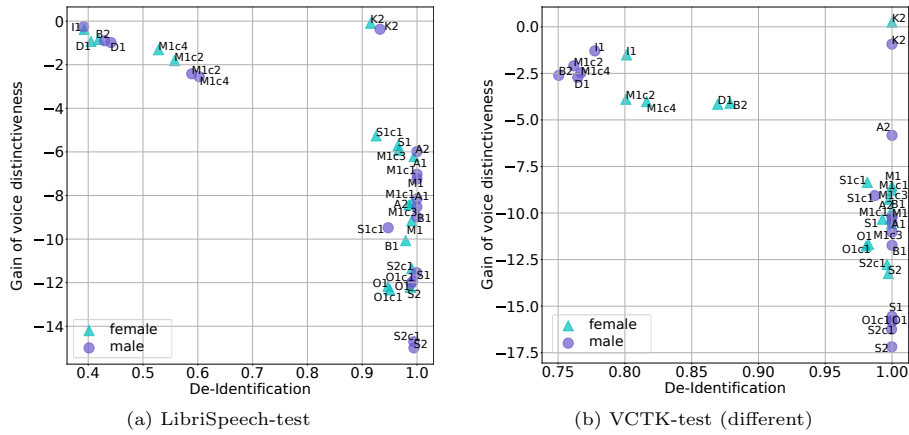 (a)
(b)
K2
K2
I1
B2
D1
D1
M1c4
M1c2
M1c2
M1c4
S1c1
S1
M1c3
A2
A1
M1c1
M1
M1c1
A1
A2
M1c3
B1
S1c1
M1
B1
S2c1
O1c1
S1
O1
O1
O1c1
S2
S2c1
S2
0
−2
−4
−6
−8
−10
−12
−14
Gain of voice distinctiveness
female
male
0.4 0.5 0.6 0.7 0.8 0.9 1.0
De-Identification
(a) LibriSpeech-test
K2
K2
I1
I1
M1c2
B2
M1c4
D1
M1c2
M1c4
D1
B2
A2
S1c1
M1
M1c1
M1c3
S1c1
A2
B1
M1c1
M1
S1
A1
M1c3
O1
O1c1
B1
S2c1
S2
S1
O1c1
O1
S2c1
S2
0.0
−2.5
−5.0
−7.5
−10.0
−12.5
−15.0
−17.5
Gain of voice distinctiveness
female
male
0.75 0.80 0.85 0.90 0.95 1.00
De-Identification
(b) VCTK-test (different)